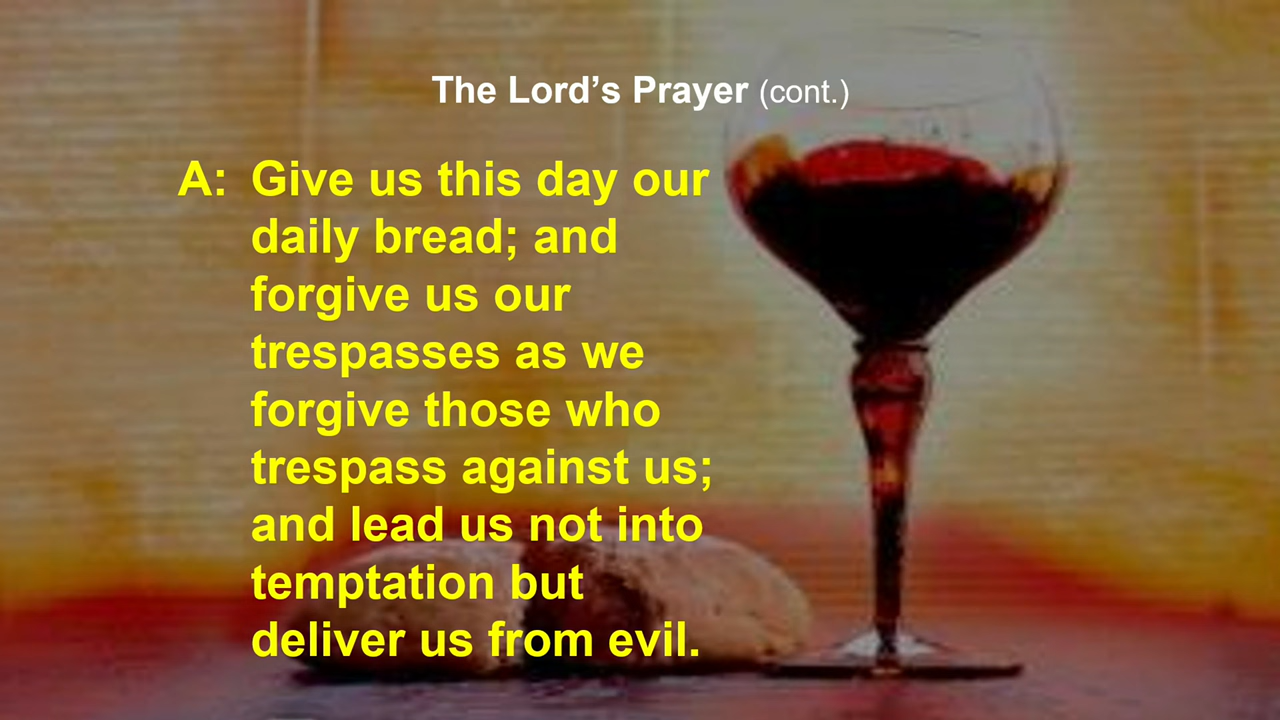 The Lord’s Prayer (cont.)
A: Give us this day our
daily bread; and
forgive us our
trespasses as we
forgive those who
trespass against us;
and lead us not into
temptation but
deliver us from evil.